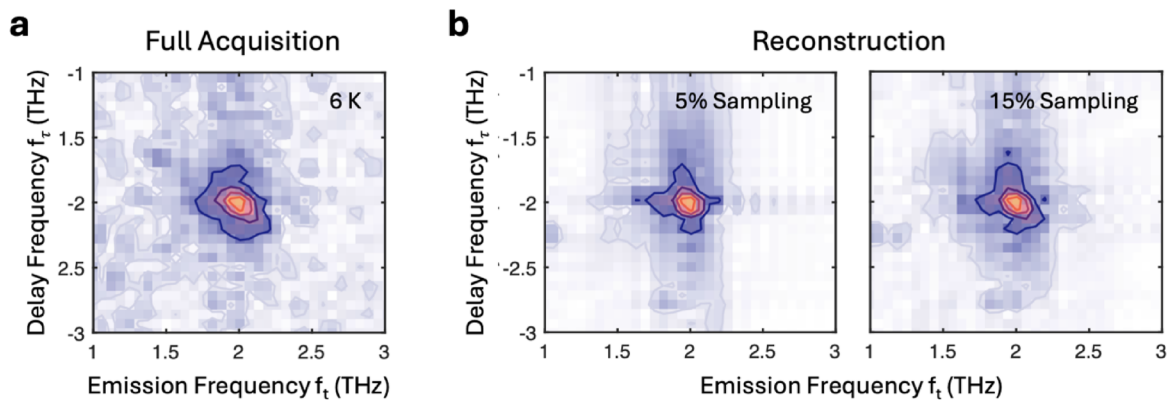 a
Full Acquisition
Delay Frequency fτ (THz)
-1
1.5
-2
2.5
-3
6 K
1 1.5 2 2.5 3
Emission Frequency ft (THz)
b
Reconstruction
Delay Frequency fτ (THz)
-1
-1.5
-2
-2.5
-3
5% Sampling
15% Sampling
1 1.5 2 2.5 3
1 1.5 2 2.5 3
Emission Frequency ft (THz)